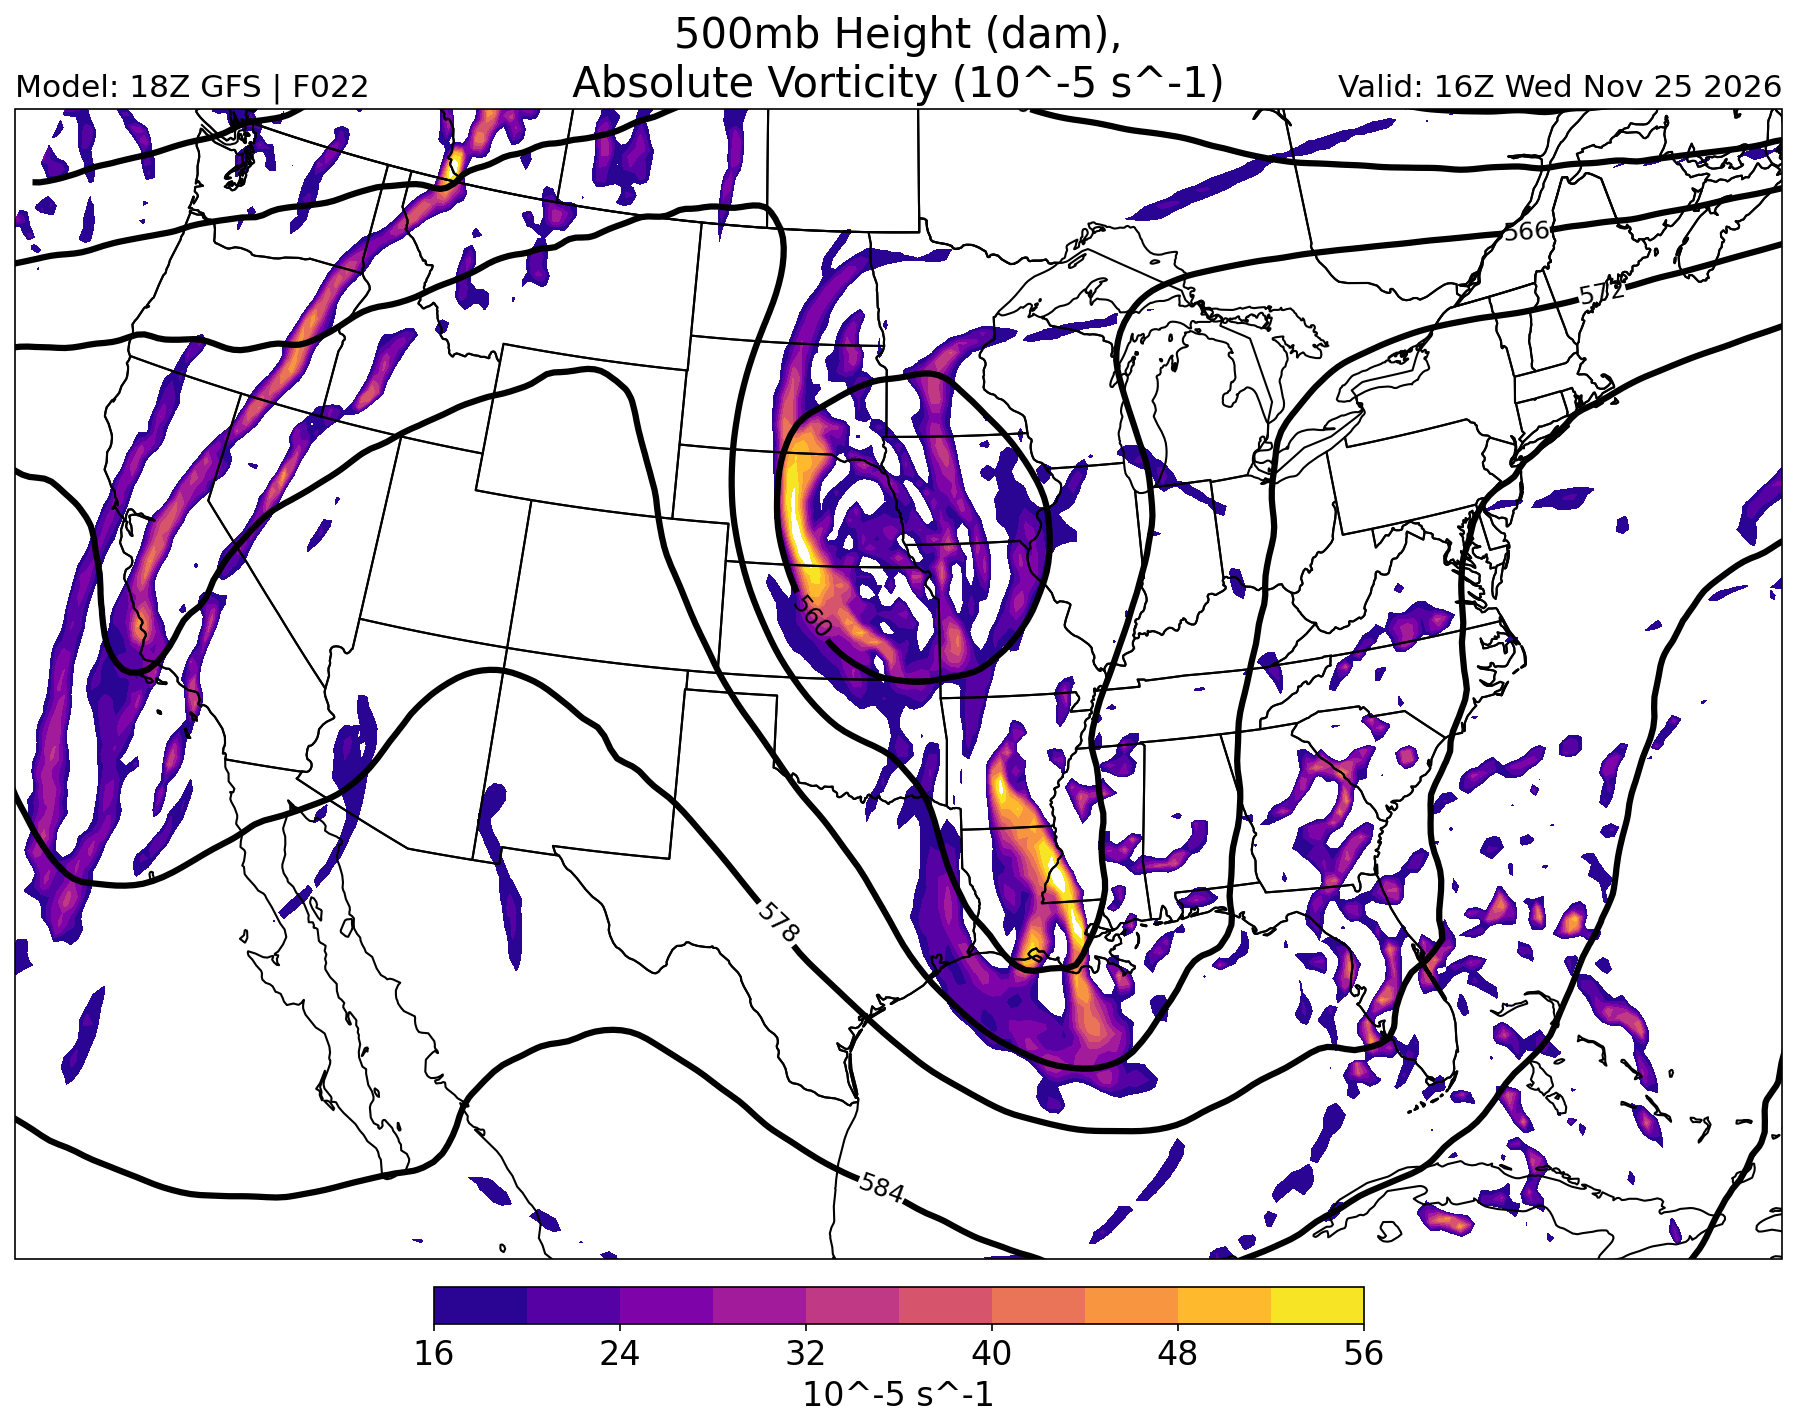 500mb Height (dam),
Absolute Vorticity (10^-5 s^-1)
Model: 18Z GFS | F022
Valid: 16Z Wed Nov 25 2026
566
572
560
578
584
16 24 32 40 48 56
10^-5 s^-1